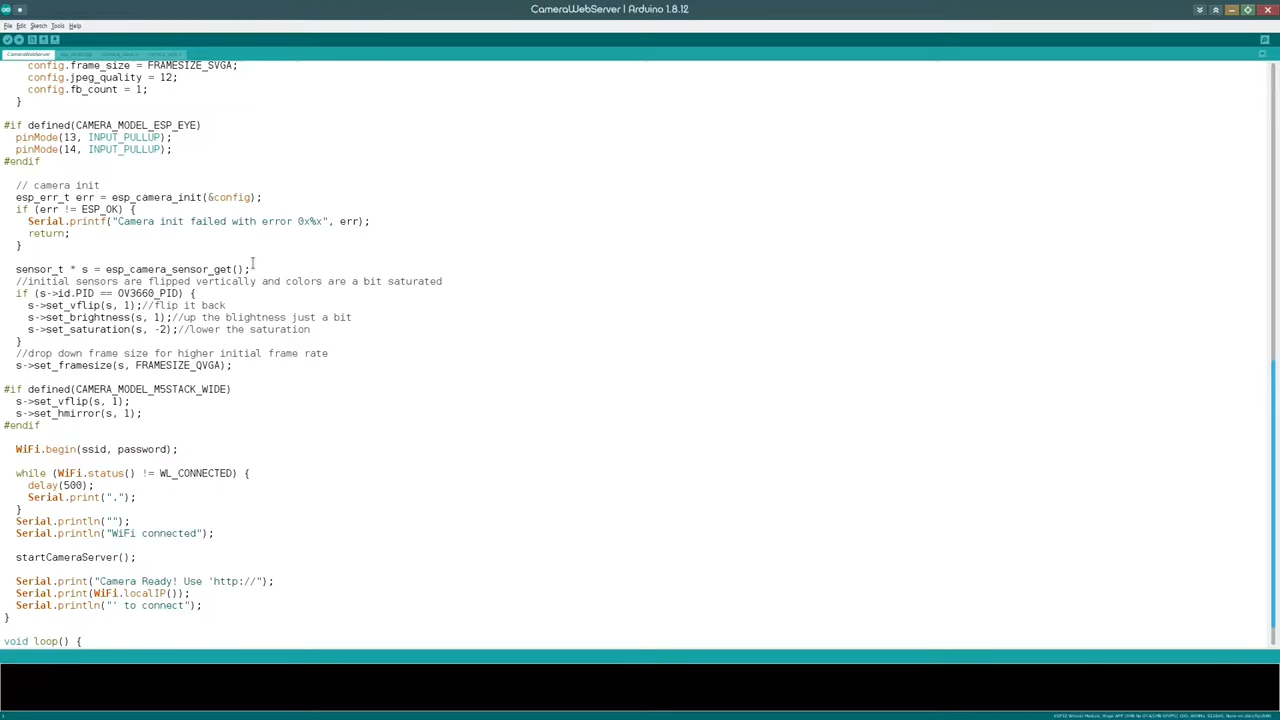 CameraWebServer | Arduino 1.8.12
File Edit Sketch Tools Help
CameraWebServer
config.frame_size = FRAMESIZE_SVGA;
config.jpeg_quality = 12;
config.fb_count = 1;
}
#if defined(CAMERA_MODEL_ESP_EYE)
pinMode(13, INPUT_PULLUP);
pinMode(14, INPUT_PULLUP);
#endif
// camera init
esp_err_t err = esp_camera_init(&config);
if (err != ESP_OK) {
Serial.printf("Camera init failed with error 0x%x", err);
return;
}
sensor_t * s = esp_camera_sensor_get();
//initial sensors are flipped vertically and colors are a bit saturated
if (s->id.PID == OV3660_PID) {
s->set_vflip(s, 1);//flip it back
s->set_brightness(s, 1);//up the blightness just a bit
s->set_saturation(s, -2);//lower the saturation
}
//drop down frame size for higher initial frame rate
s->set_framesize(s, FRAMESIZE_QVGA);
#if defined(CAMERA_MODEL_M5STACK_WIDE)
s->set_vflip(s, 1);
s->set_hmirror(s, 1);
#endif
WiFi.begin(ssid, password);
while (WiFi.status() != WL_CONNECTED) {
delay(500);
Serial.print(".");
}
Serial.println("");
Serial.println("WiFi connected");
startCameraServer();
Serial.print("Camera Ready! Use 'http://");
Serial.print(WiFi.localIP());
Serial.println("' to connect");
}
void loop() {